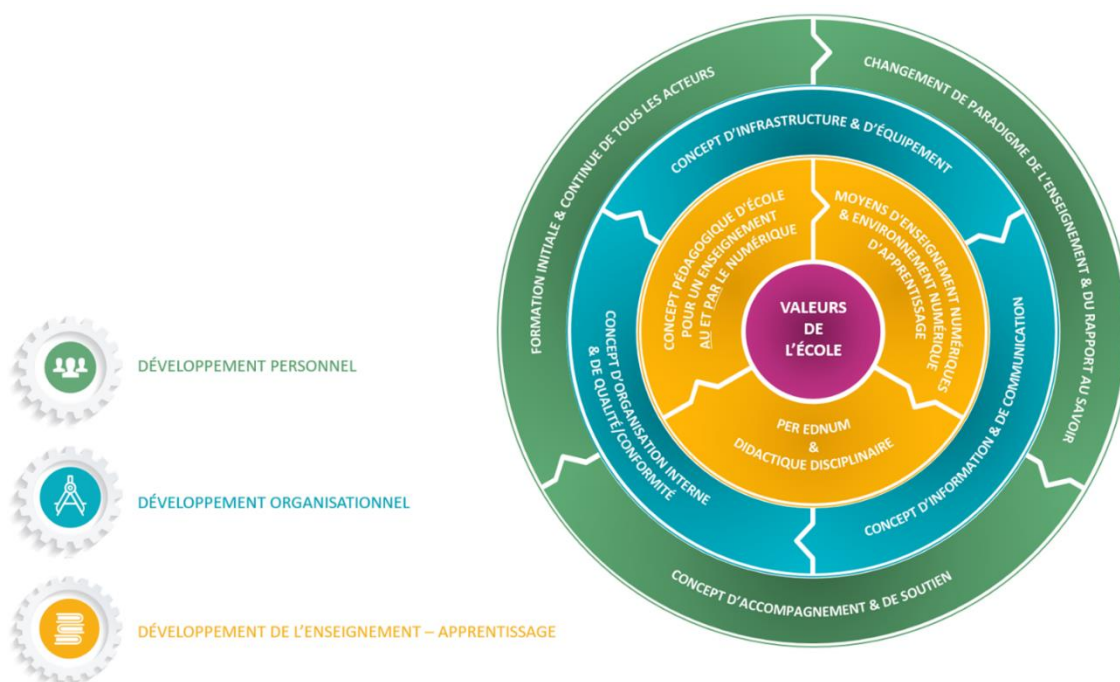 FORMATION INITIALE & CONTINUE DE TOUS LES ACTEURS
CHANGEMENT DE PARADIGME DE L'ENSEIGNEMENT & DU RAPPORT AU SAVOIR
CONCEPT D'ACCOMPAGNEMENT & DE SOUTIEN
CONCEPT D'INFRASTRUCTURE & D'ÉQUIPEMENT
CONCEPT D'INFORMATION & DE COMMUNICATION
CONCEPT D'ORGANISATION INTERNE
& DE QUALITÉ/CONFORMITÉ
CONCEPT PÉDAGOGIQUE D'ÉCOLE
POUR UN ENSEIGNEMENT
AU ET PAR LE NUMÉRIQUE
MOYENS D'ENSEIGNEMENT NUMÉRIQUES
& ENVIRONNEMENT NUMÉRIQUE
D'APPRENTISSAGE
PER EDNUM
&
DIDACTIQUE DISCIPLINAIRE
VALEURS
DE
L'ÉCOLE
DÉVELOPPEMENT PERSONNEL
DÉVELOPPEMENT ORGANISATIONNEL
DÉVELOPPEMENT DE L'ENSEIGNEMENT – APPRENTISSAGE